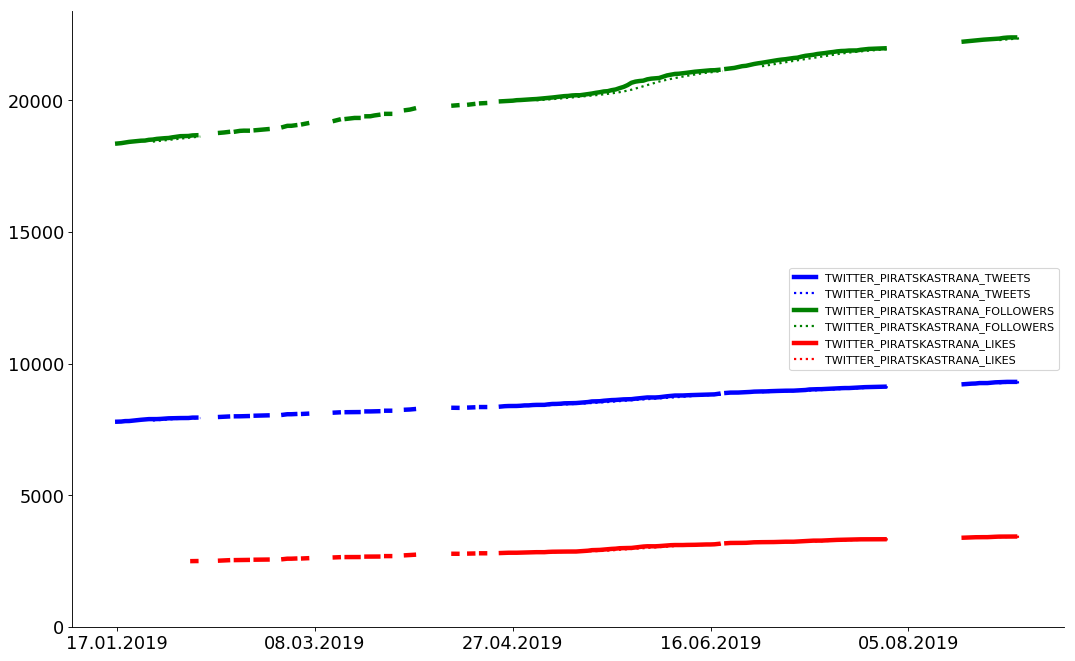 20000
15000
10000
5000
0
TWITTER_PIRATSKASTRANA_TWEETS
TWITTER_PIRATSKASTRANA_TWEETS
TWITTER_PIRATSKASTRANA_FOLLOWERS
TWITTER_PIRATSKASTRANA_FOLLOWERS
TWITTER_PIRATSKASTRANA_LIKES
TWITTER_PIRATSKASTRANA_LIKES
17.01.2019 08.03.2019 27.04.2019 16.06.2019 05.08.2019